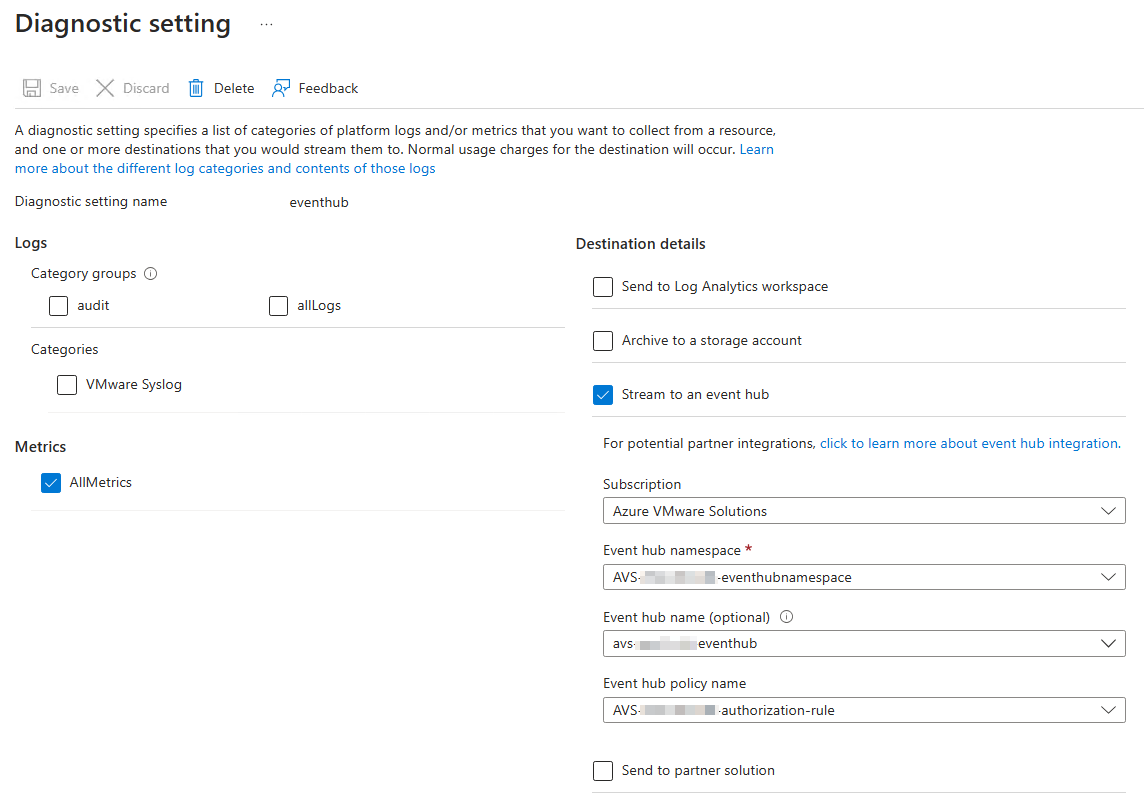 Diagnostic setting ...
Save Discard Delete Feedback
A diagnostic setting specifies a list of categories of platform logs and/or metrics that you want to collect from a resource,
and one or more destinations that you would stream them to. Normal usage charges for the destination will occur. Learn
more about the different log categories and contents of those logs
Diagnostic setting name eventhub
Logs
Category groups
audit allLogs
Categories
VMware Syslog
Metrics
AllMetrics
Destination details
Send to Log Analytics workspace
Archive to a storage account
Stream to an event hub
For potential partner integrations, click to learn more about event hub integration.
Subscription
Azure VMware Solutions
Event hub namespace *
AVS- -eventhubnamespace
Event hub name (optional)
avs- eventhub
Event hub policy name
AVS- -authorization-rule
Send to partner solution